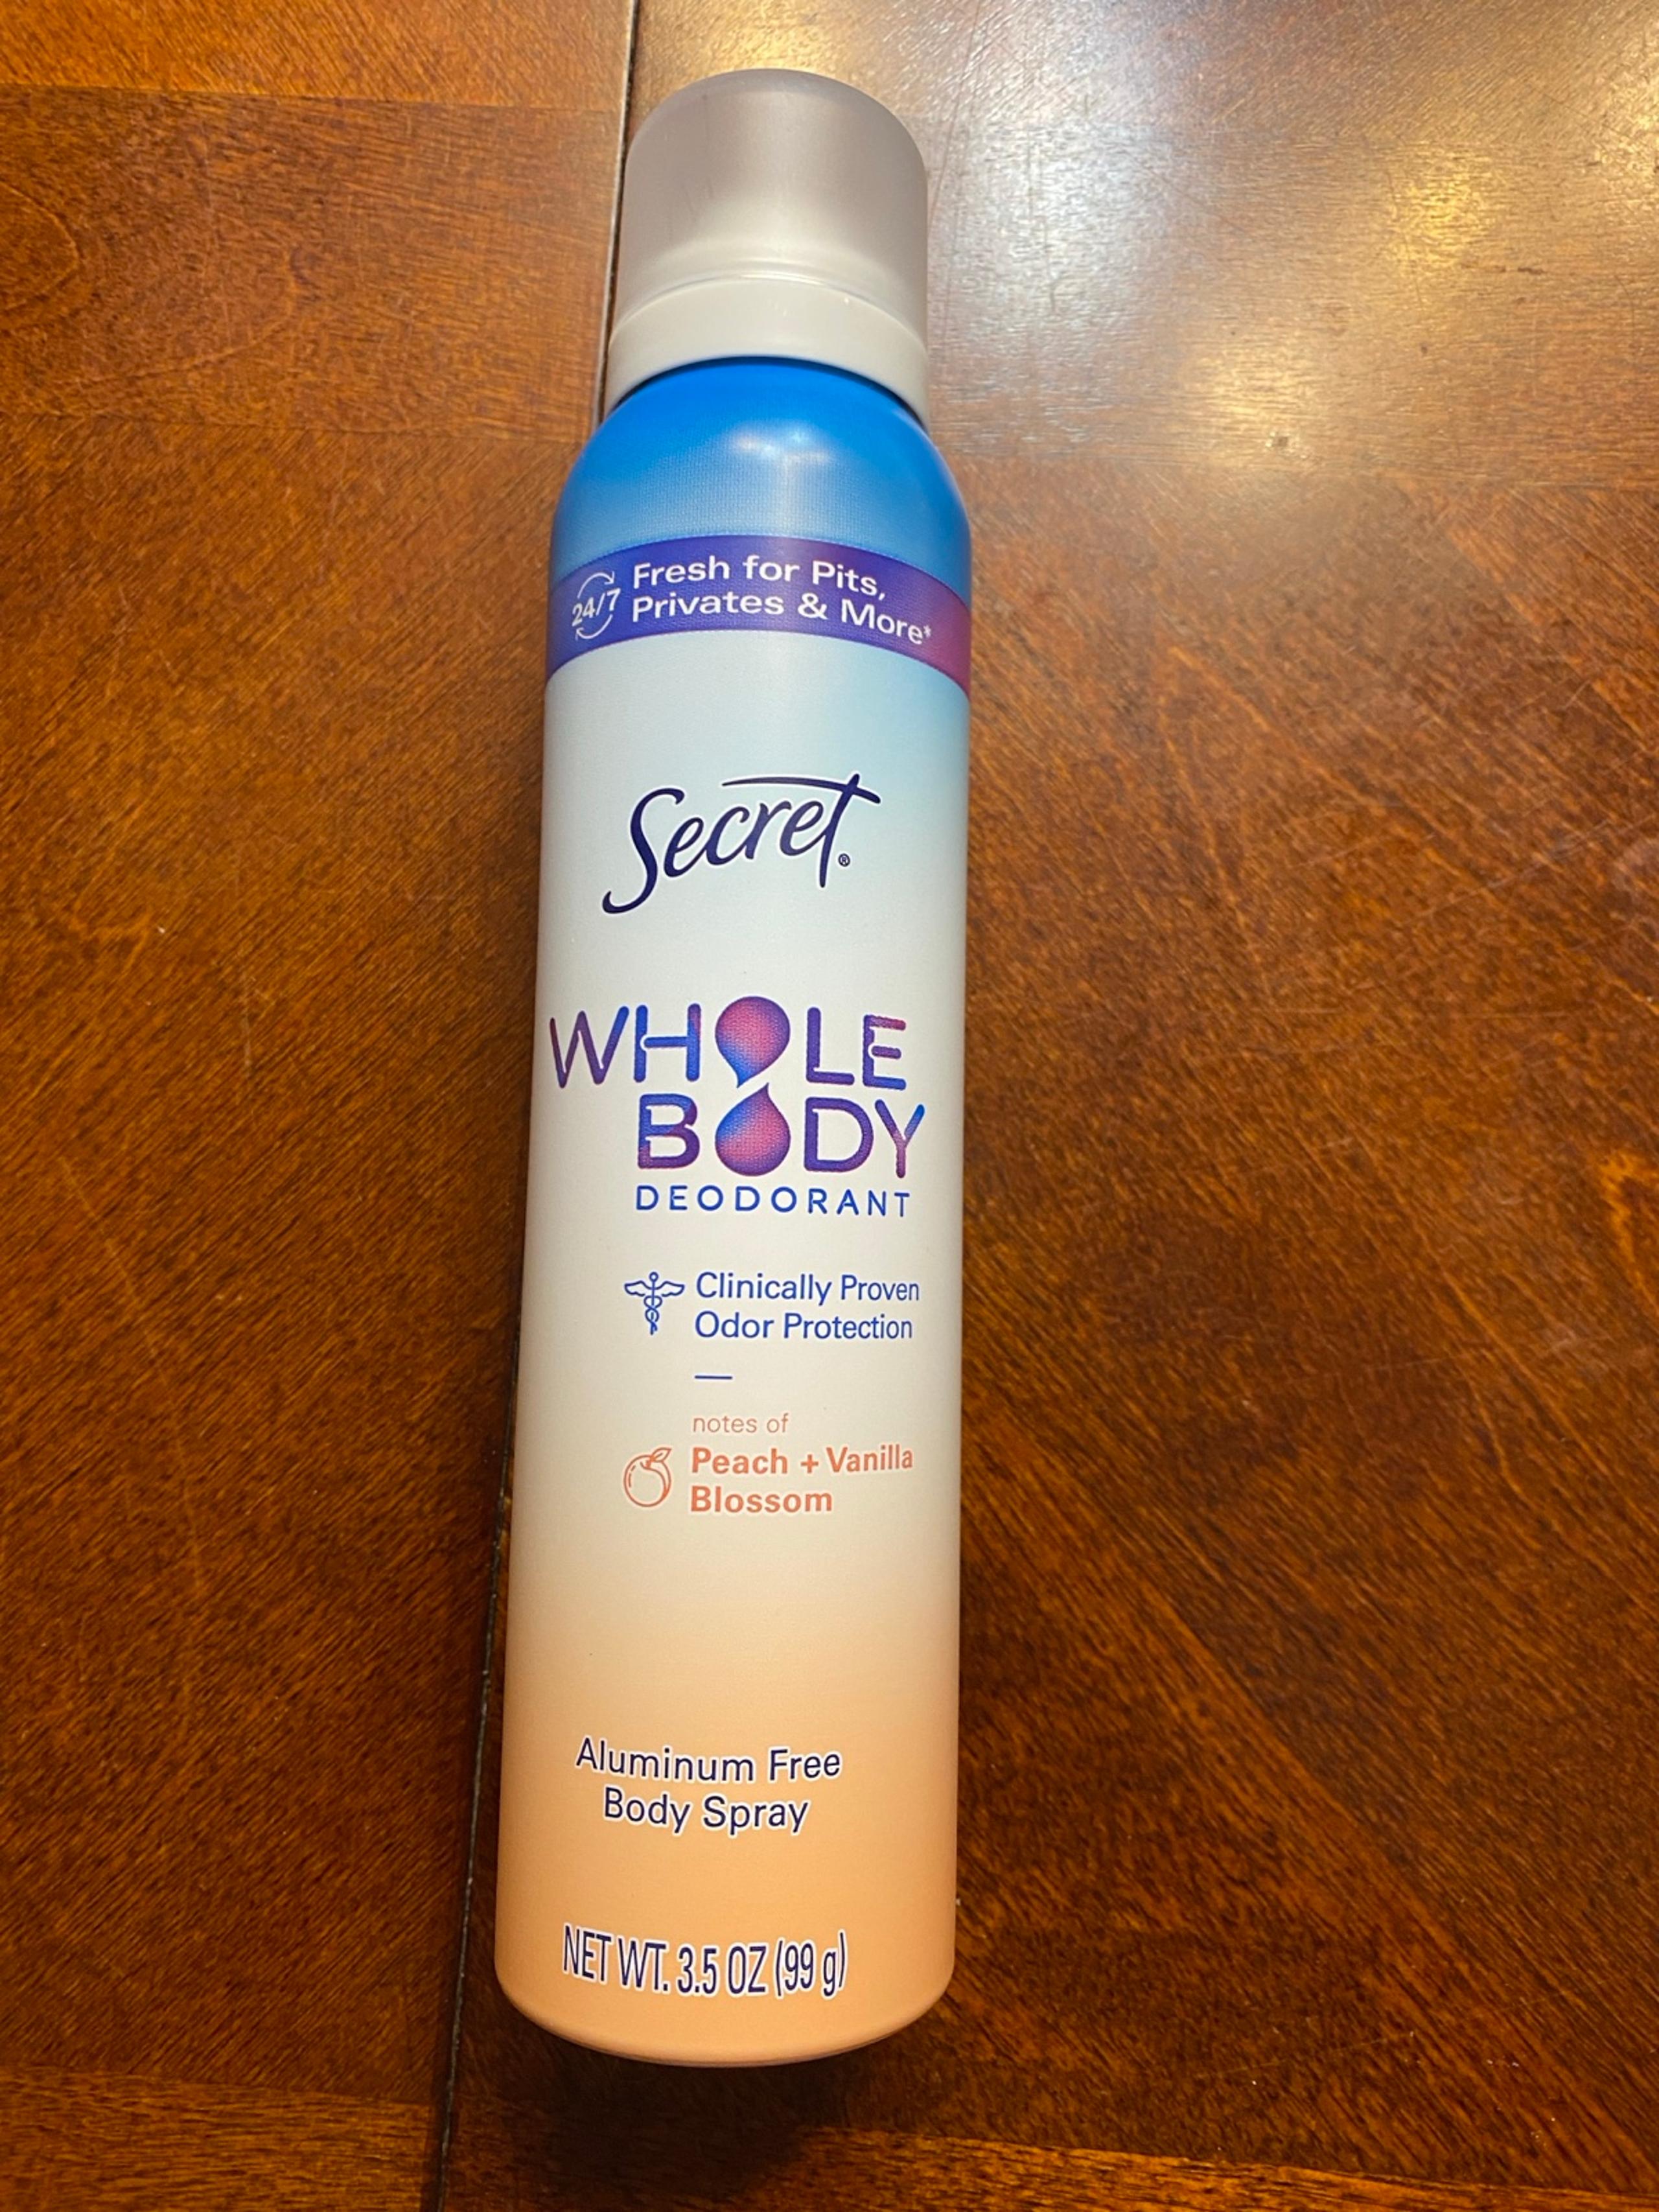 24/7
Fresh for Pits,
Privates & More*
Secret®
WHOLE
BODY
DEODORANT
Clinically Proven
Odor Protection
notes of
Peach + Vanilla
Blossom
Aluminum Free
Body Spray
NET WT. 3.5 OZ (99 g)